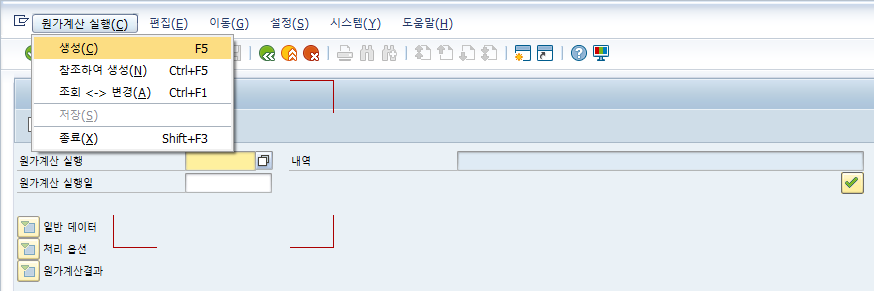 원가계산 실행(C) 편집(E) 이동(G) 설정(S) 시스템(Y) 도움말(H)
생성(C) F5
참조하여 생성(N) Ctrl+F5
조회 <-> 변경(A) Ctrl+F1
저장(S)
종료(X) Shift+F3
원가계산 실행 내역
원가계산 실행일
일반 데이터
처리 옵션
원가계산결과